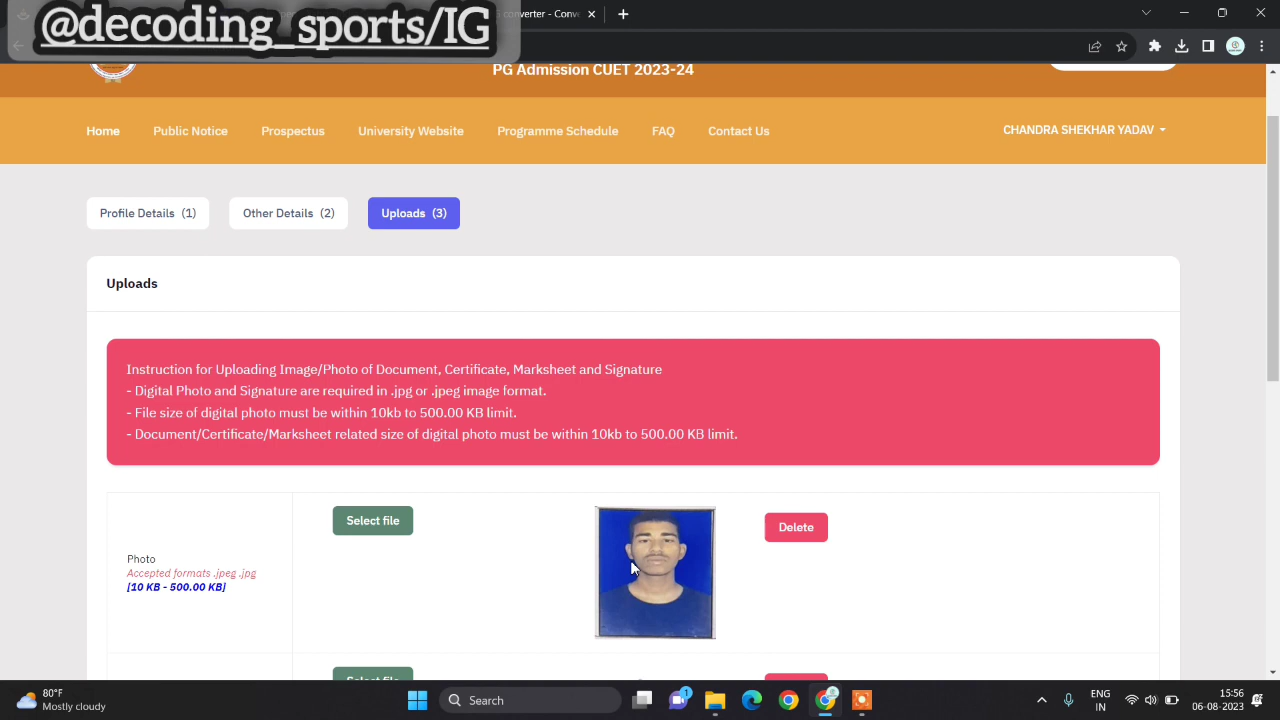 i converter - Conve
@decoding_sports/IG
PG Admission CUET 2023-24
Home Public Notice Prospectus University Website Programme Schedule FAQ Contact Us CHANDRA SHEKHAR YADAV
Profile Details (1) Other Details (2) Uploads (3)
Uploads
Instruction for Uploading Image/Photo of Document, Certificate, Marksheet and Signature
- Digital Photo and Signature are required in .jpg or .jpeg image format.
- File size of digital photo must be within 10kb to 500.00 KB limit.
- Document/Certificate/Marksheet related size of digital photo must be within 10kb to 500.00 KB limit.
Select file Delete
Photo
Accepted formats .jpeg .jpg
[10 KB - 500.00 KB]
Select file
80°F
Mostly cloudy
Search
1
ENG
IN
15:56
06-08-2023